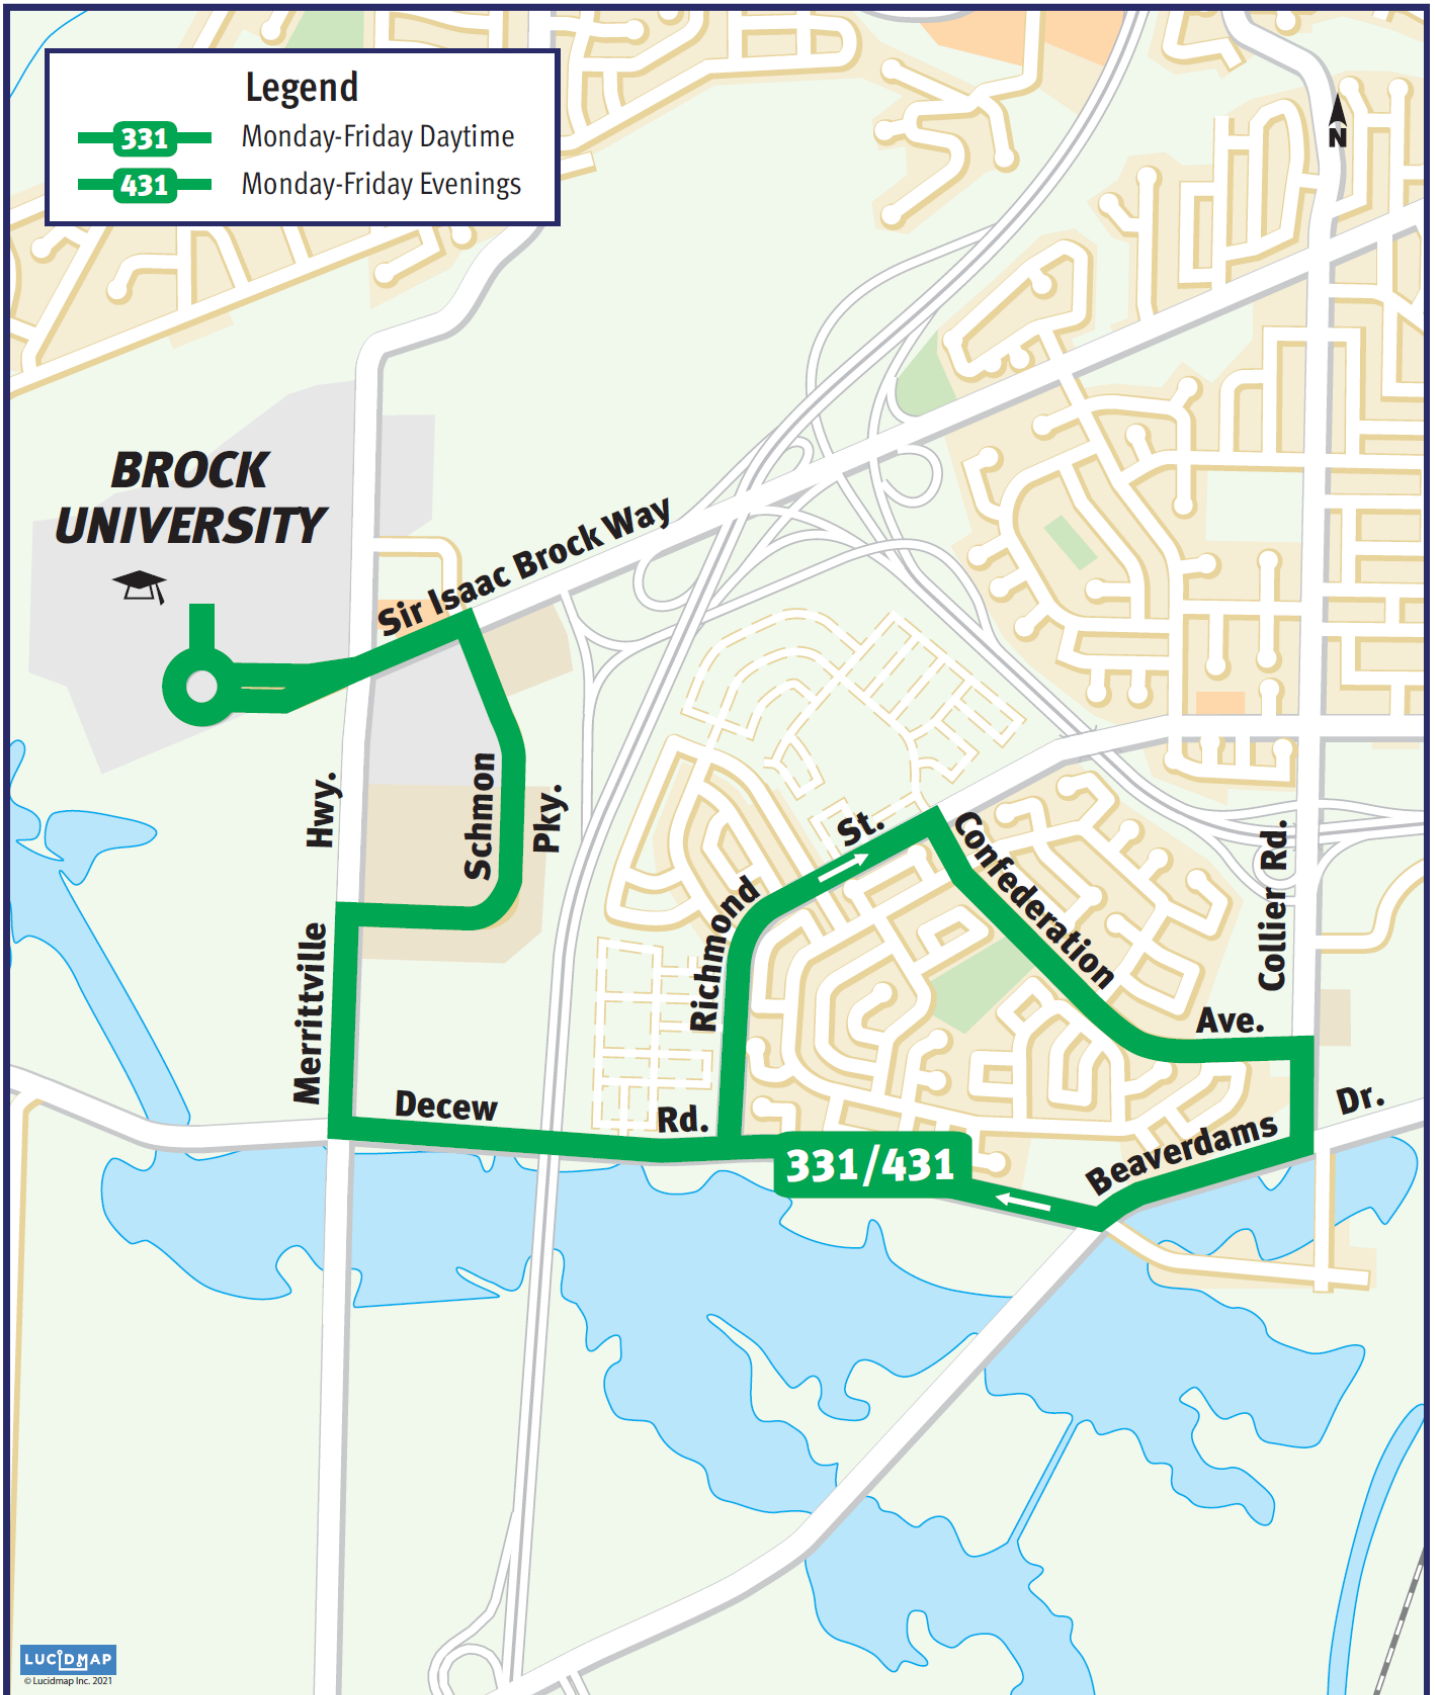 Legend
331 Monday-Friday Daytime
431 Monday-Friday Evenings
N
BROCK
UNIVERSITY
Sir Isaac Brock Way
Schmon
Pky.
Hwy.
Merrittville
Decew
Rd.
Richmond
St.
Confederation
Ave.
Collier Rd.
Beaverdams
Dr.
331/431
LUCIDMAP
© Lucidmap Inc. 2021